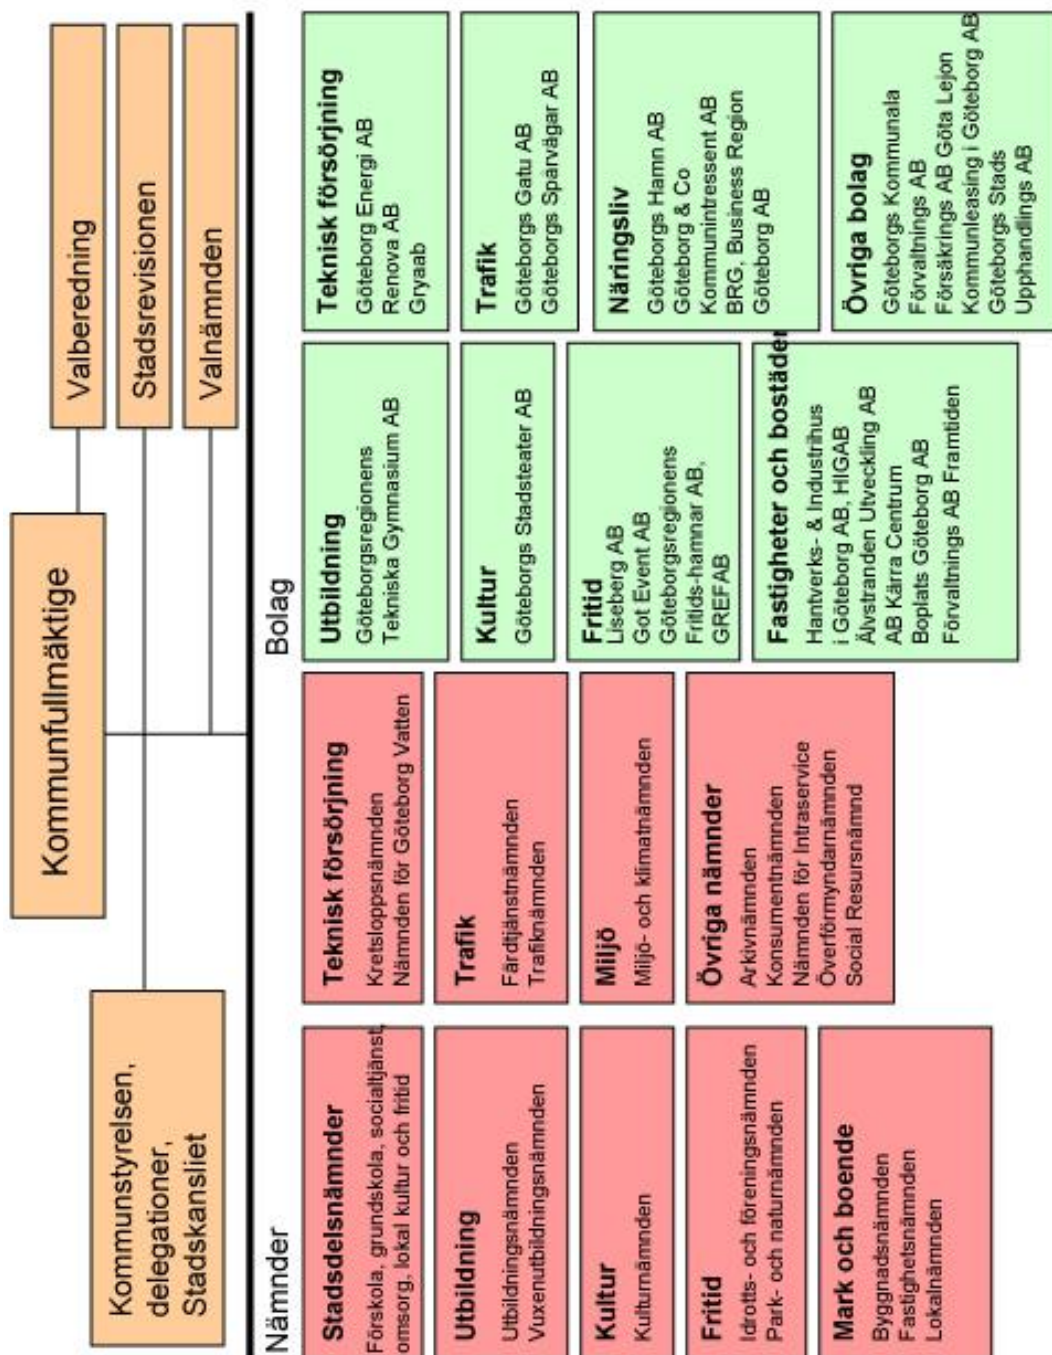 Kommunfullmäktige
Valberedning
Stadsrevisionen
Valnämnden
Kommunstyrelsen,
delegationer,
Stadskansliet
Nämnder
Stadsdelsnämnder
Förskola, grundskola, socialtjänst,
omsorg, lokal kultur och fritid
Utbildning
Utbildningsnämnden
Vuxenutbildningsnämnden
Kultur
Kulturnämnden
Fritid
Idrotts- och föreningsnämnden
Park- och naturnämnden
Mark och boende
Byggnadsnämnden
Fastighetsnämnden
Lokalnämnden
Teknisk försörjning
Kretsloppsnämnden
Nämnden för Göteborg Vatten
Trafik
Färdtjänstnämnden
Trafiknämnden
Miljö
Miljö- och klimatnämnden
Övriga nämnder
Arkivnämnden
Konsumentnämnden
Nämnden för Intraservice
Överförmyndarnämnden
Social Resursnämnd
Bolag
Utbildning
Göteborgsregionens
Tekniska Gymnasium AB
Kultur
Göteborgs Stadsteater AB
Fritid
Liseberg AB
Got Event AB
Göteborgsregionens
Fritids-hamnar AB,
GREFAB
Fastigheter och bostäder
Hantverks- & Industrihus
i Göteborg AB, HIGAB
Älvstranden Utveckling AB
AB Kärra Centrum
Boplats Göteborg AB
Förvaltnings AB Framtiden
Teknisk försörjning
Göteborg Energi AB
Renova AB
Gryaab
Trafik
Göteborgs Gatu AB
Göteborgs Spårvägar AB
Näringsliv
Göteborgs Hamn AB
Göteborg & Co
Kommunintressent AB
BRG, Business Region
Göteborg AB
Övriga bolag
Göteborgs Kommunala
Förvaltnings AB
Försäkrings AB Göta Lejon
Kommunleasing i Göteborg AB
Göteborgs Stads
Upphandlings AB